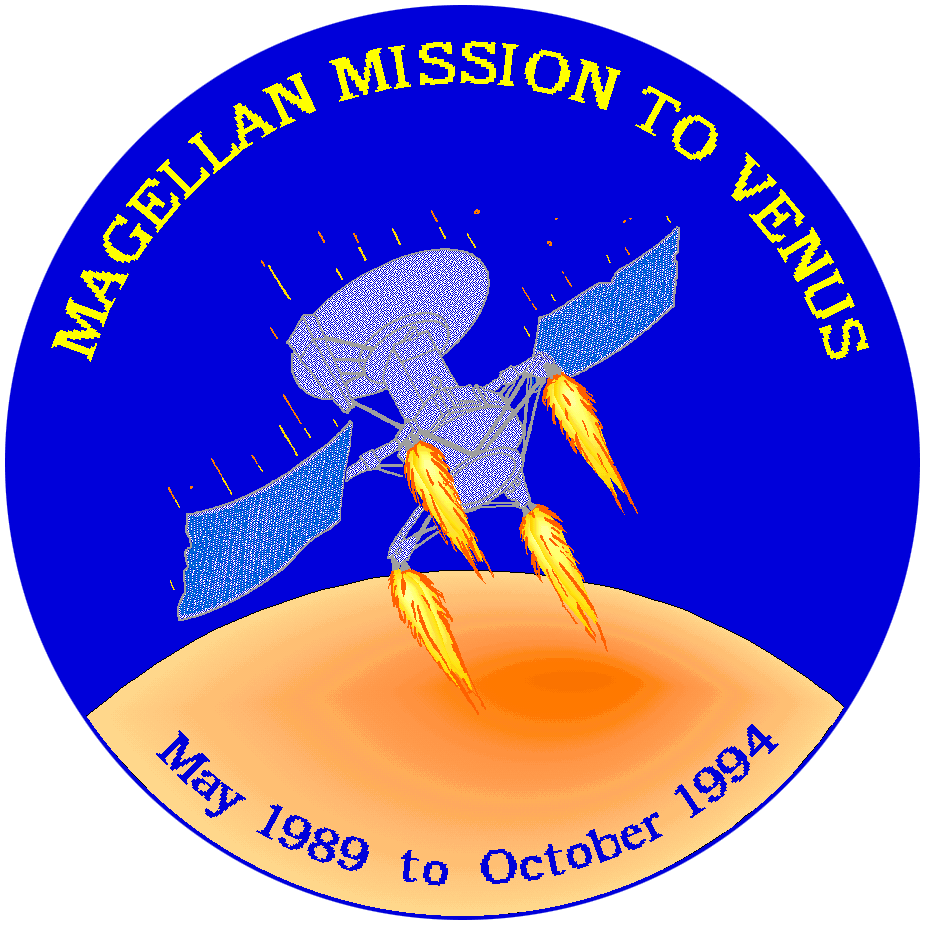 MAGELLAN MISSION TO VENUS
May 1989 to October 1994